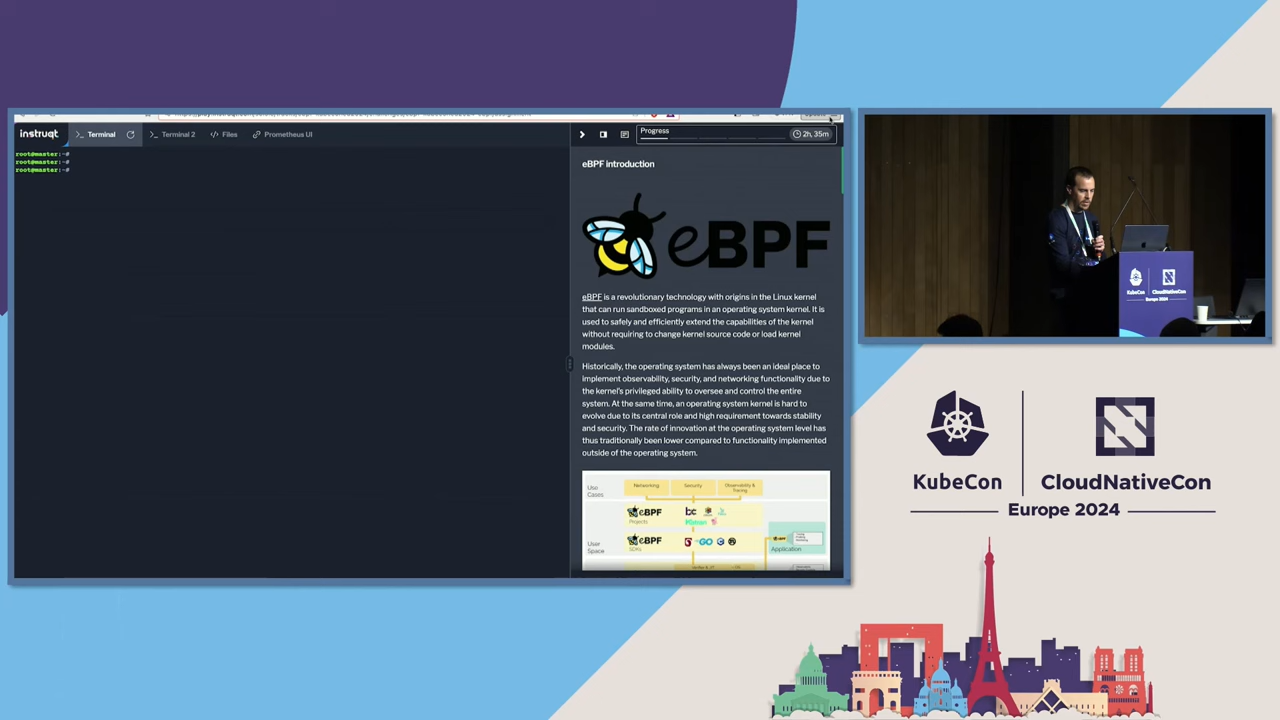 instruqt
Terminal
Terminal 2
Files
Prometheus UI
Progress
2h, 35m
root@master:~#
root@master:~#
root@master:~#
eBPF introduction
eBPF
eBPF is a revolutionary technology with origins in the Linux kernel
that can run sandboxed programs in an operating system kernel. It is
used to safely and efficiently extend the capabilities of the kernel
without requiring to change kernel source code or load kernel
modules.
Historically, the operating system has always been an ideal place to
implement observability, security, and networking functionality due to
the kernel's privileged ability to oversee and control the entire
system. At the same time, an operating system kernel is hard to
evolve due to its central role and high requirement towards stability
and security. The rate of innovation at the operating system level has
thus traditionally been lower compared to functionality implemented
outside of the operating system.
Use
Cases
Networking
Security
Observability &
Tracing
eBPF
Projects
User
Space
eBPF
SDKs
Application
KubeCon
CloudNativeCon
Europe 2024
KubeCon
CloudNativeCon
Europe 2024